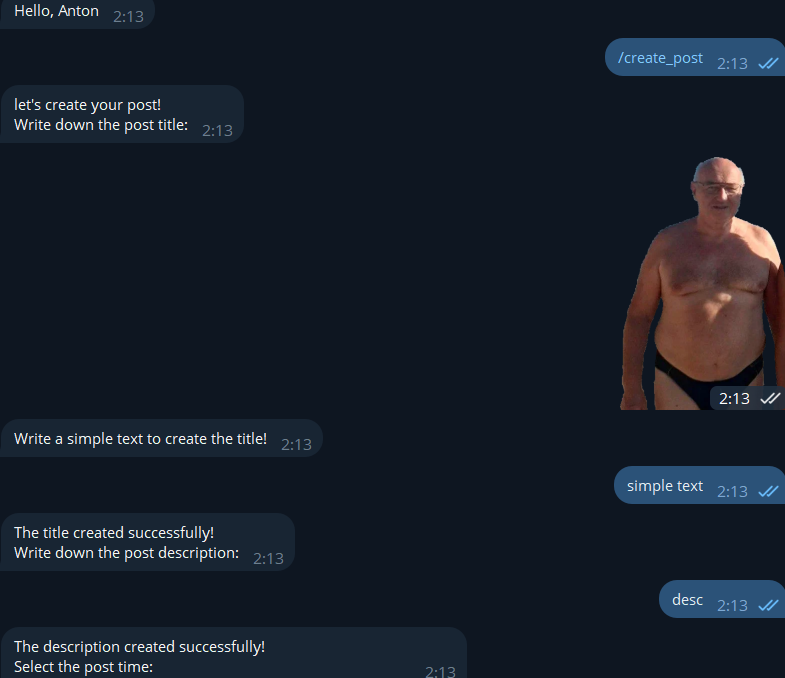 Hello, Anton 2:13
/create_post 2:13
let's create your post!
Write down the post title: 2:13
2:13
Write a simple text to create the title! 2:13
simple text 2:13
The title created successfully!
Write down the post description: 2:13
desc 2:13
The description created successfully!
Select the post time: 2:13